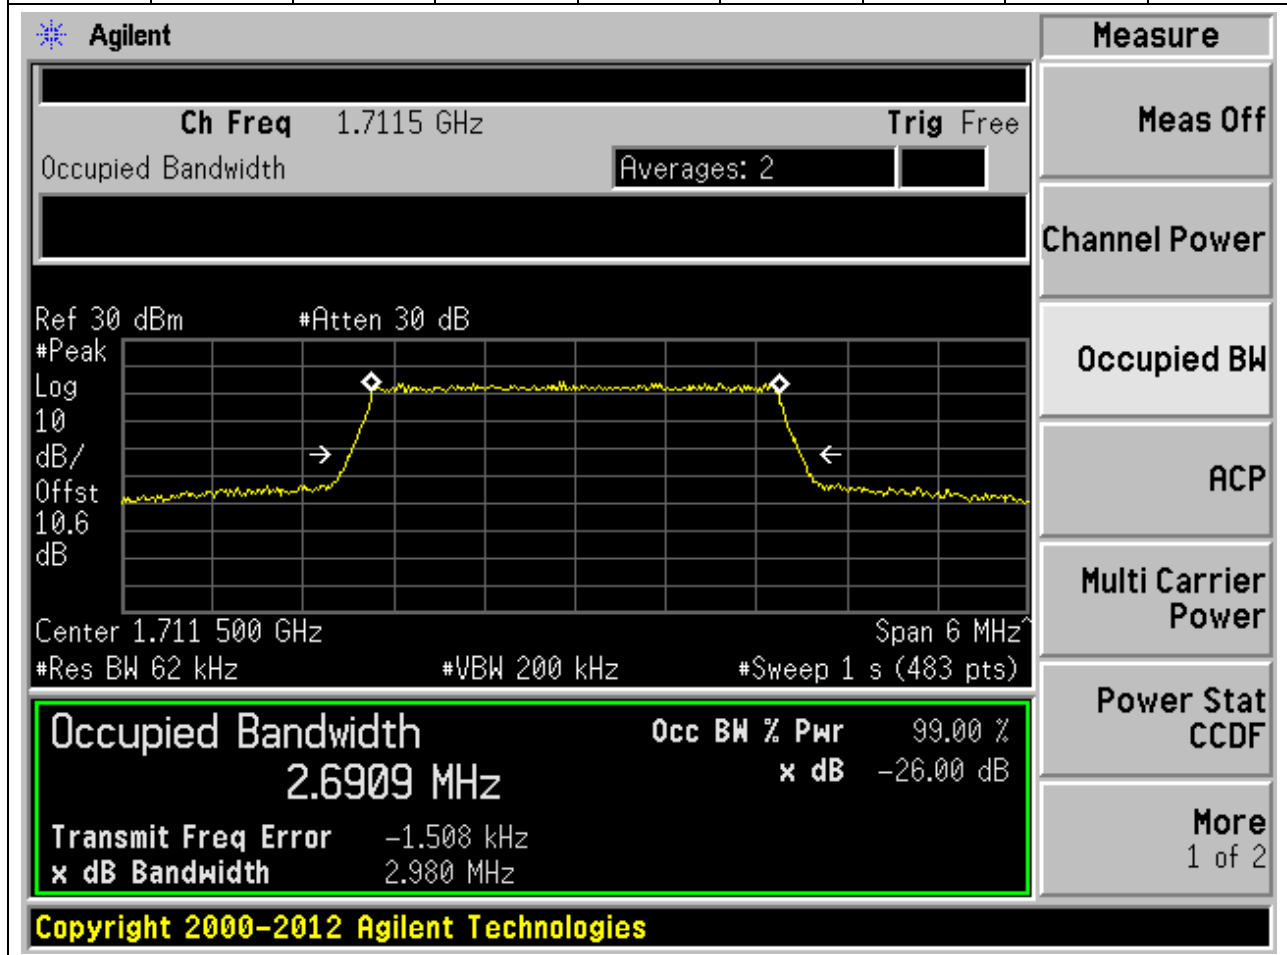 Agilent
Ch Freq 1.7115 GHz Trig Free
Occupied Bandwidth Averages: 2
Ref 30 dBm #Atten 30 dB
#Peak
Log
10
dB/
Offst
10.6
dB
Center 1.711 500 GHz Span 6 MHz^
#Res BW 62 kHz #VBW 200 kHz #Sweep 1 s (483 pts)
Occupied Bandwidth Occ BW % Pwr 99.00 %
2.6909 MHz x dB -26.00 dB
Transmit Freq Error -1.508 kHz
x dB Bandwidth 2.980 MHz
Copyright 2000-2012 Agilent Technologies
Measure
Meas Off
Channel Power
Occupied BW
ACP
Multi Carrier
Power
Power Stat
CCDF
More
1 of 2